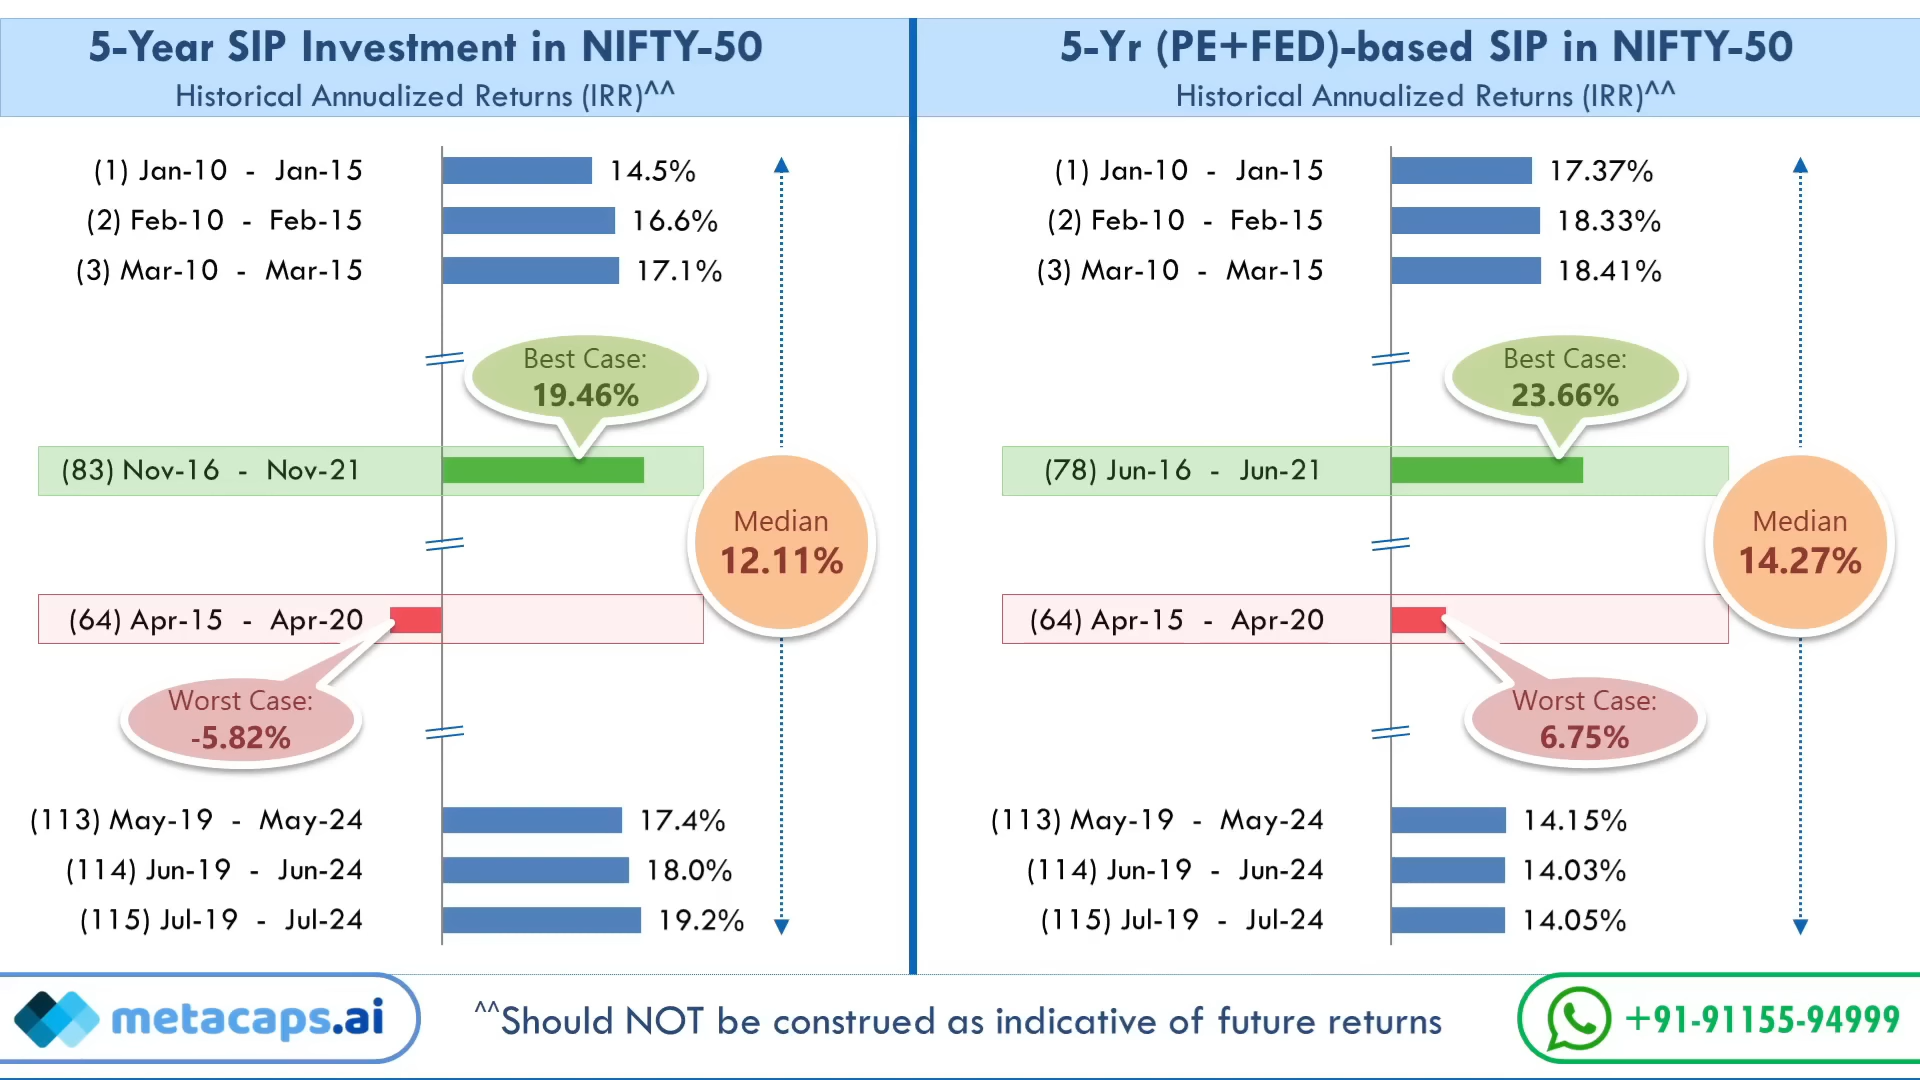 5-Year SIP Investment in NIFTY-50
Historical Annualized Returns (IRR)^^
(1) Jan-10 - Jan-15 14.5%
(2) Feb-10 - Feb-15 16.6%
(3) Mar-10 - Mar-15 17.1%
Best Case:
19.46%
(83) Nov-16 - Nov-21
Median
12.11%
(64) Apr-15 - Apr-20
Worst Case:
-5.82%
(113) May-19 - May-24 17.4%
(114) Jun-19 - Jun-24 18.0%
(115) Jul-19 - Jul-24 19.2%
5-Yr (PE+FED)-based SIP in NIFTY-50
Historical Annualized Returns (IRR)^^
(1) Jan-10 - Jan-15 17.37%
(2) Feb-10 - Feb-15 18.33%
(3) Mar-10 - Mar-15 18.41%
Best Case:
23.66%
(78) Jun-16 - Jun-21
Median
14.27%
(64) Apr-15 - Apr-20
Worst Case:
6.75%
(113) May-19 - May-24 14.15%
(114) Jun-19 - Jun-24 14.03%
(115) Jul-19 - Jul-24 14.05%
metacaps.ai
^^Should NOT be construed as indicative of future returns
+91-91155-94999